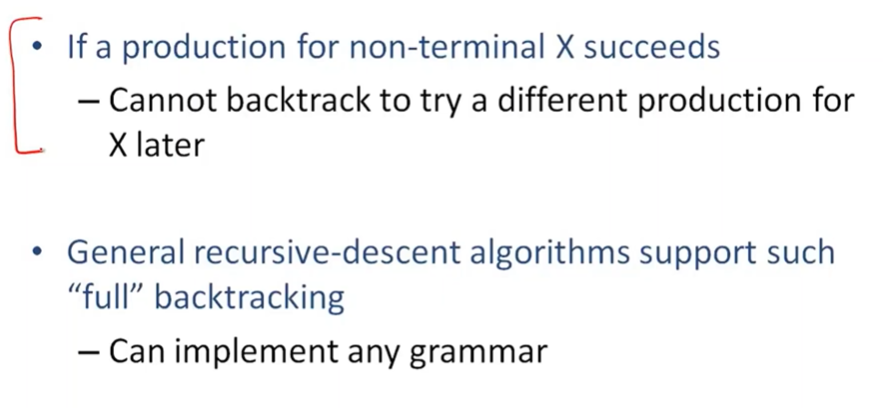 • If a production for non-terminal X succeeds
– Cannot backtrack to try a different production for
X later
• General recursive-descent algorithms support such
“full” backtracking
– Can implement any grammar